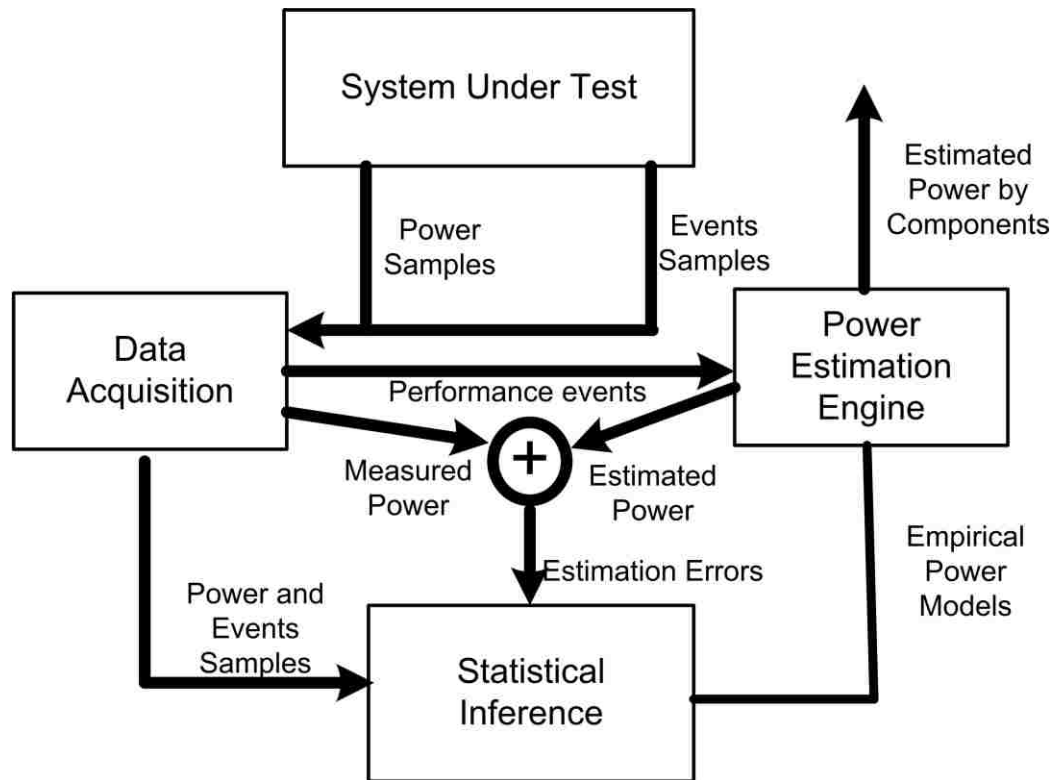 System Under Test
Estimated
Power by
Components
Power
Samples
Events
Samples
Data
Acquisition
Power
Estimation
Engine
Performance events
+
Measured
Power
Estimated
Power
Estimation Errors
Empirical
Power
Models
Power and
Events
Samples
Statistical
Inference